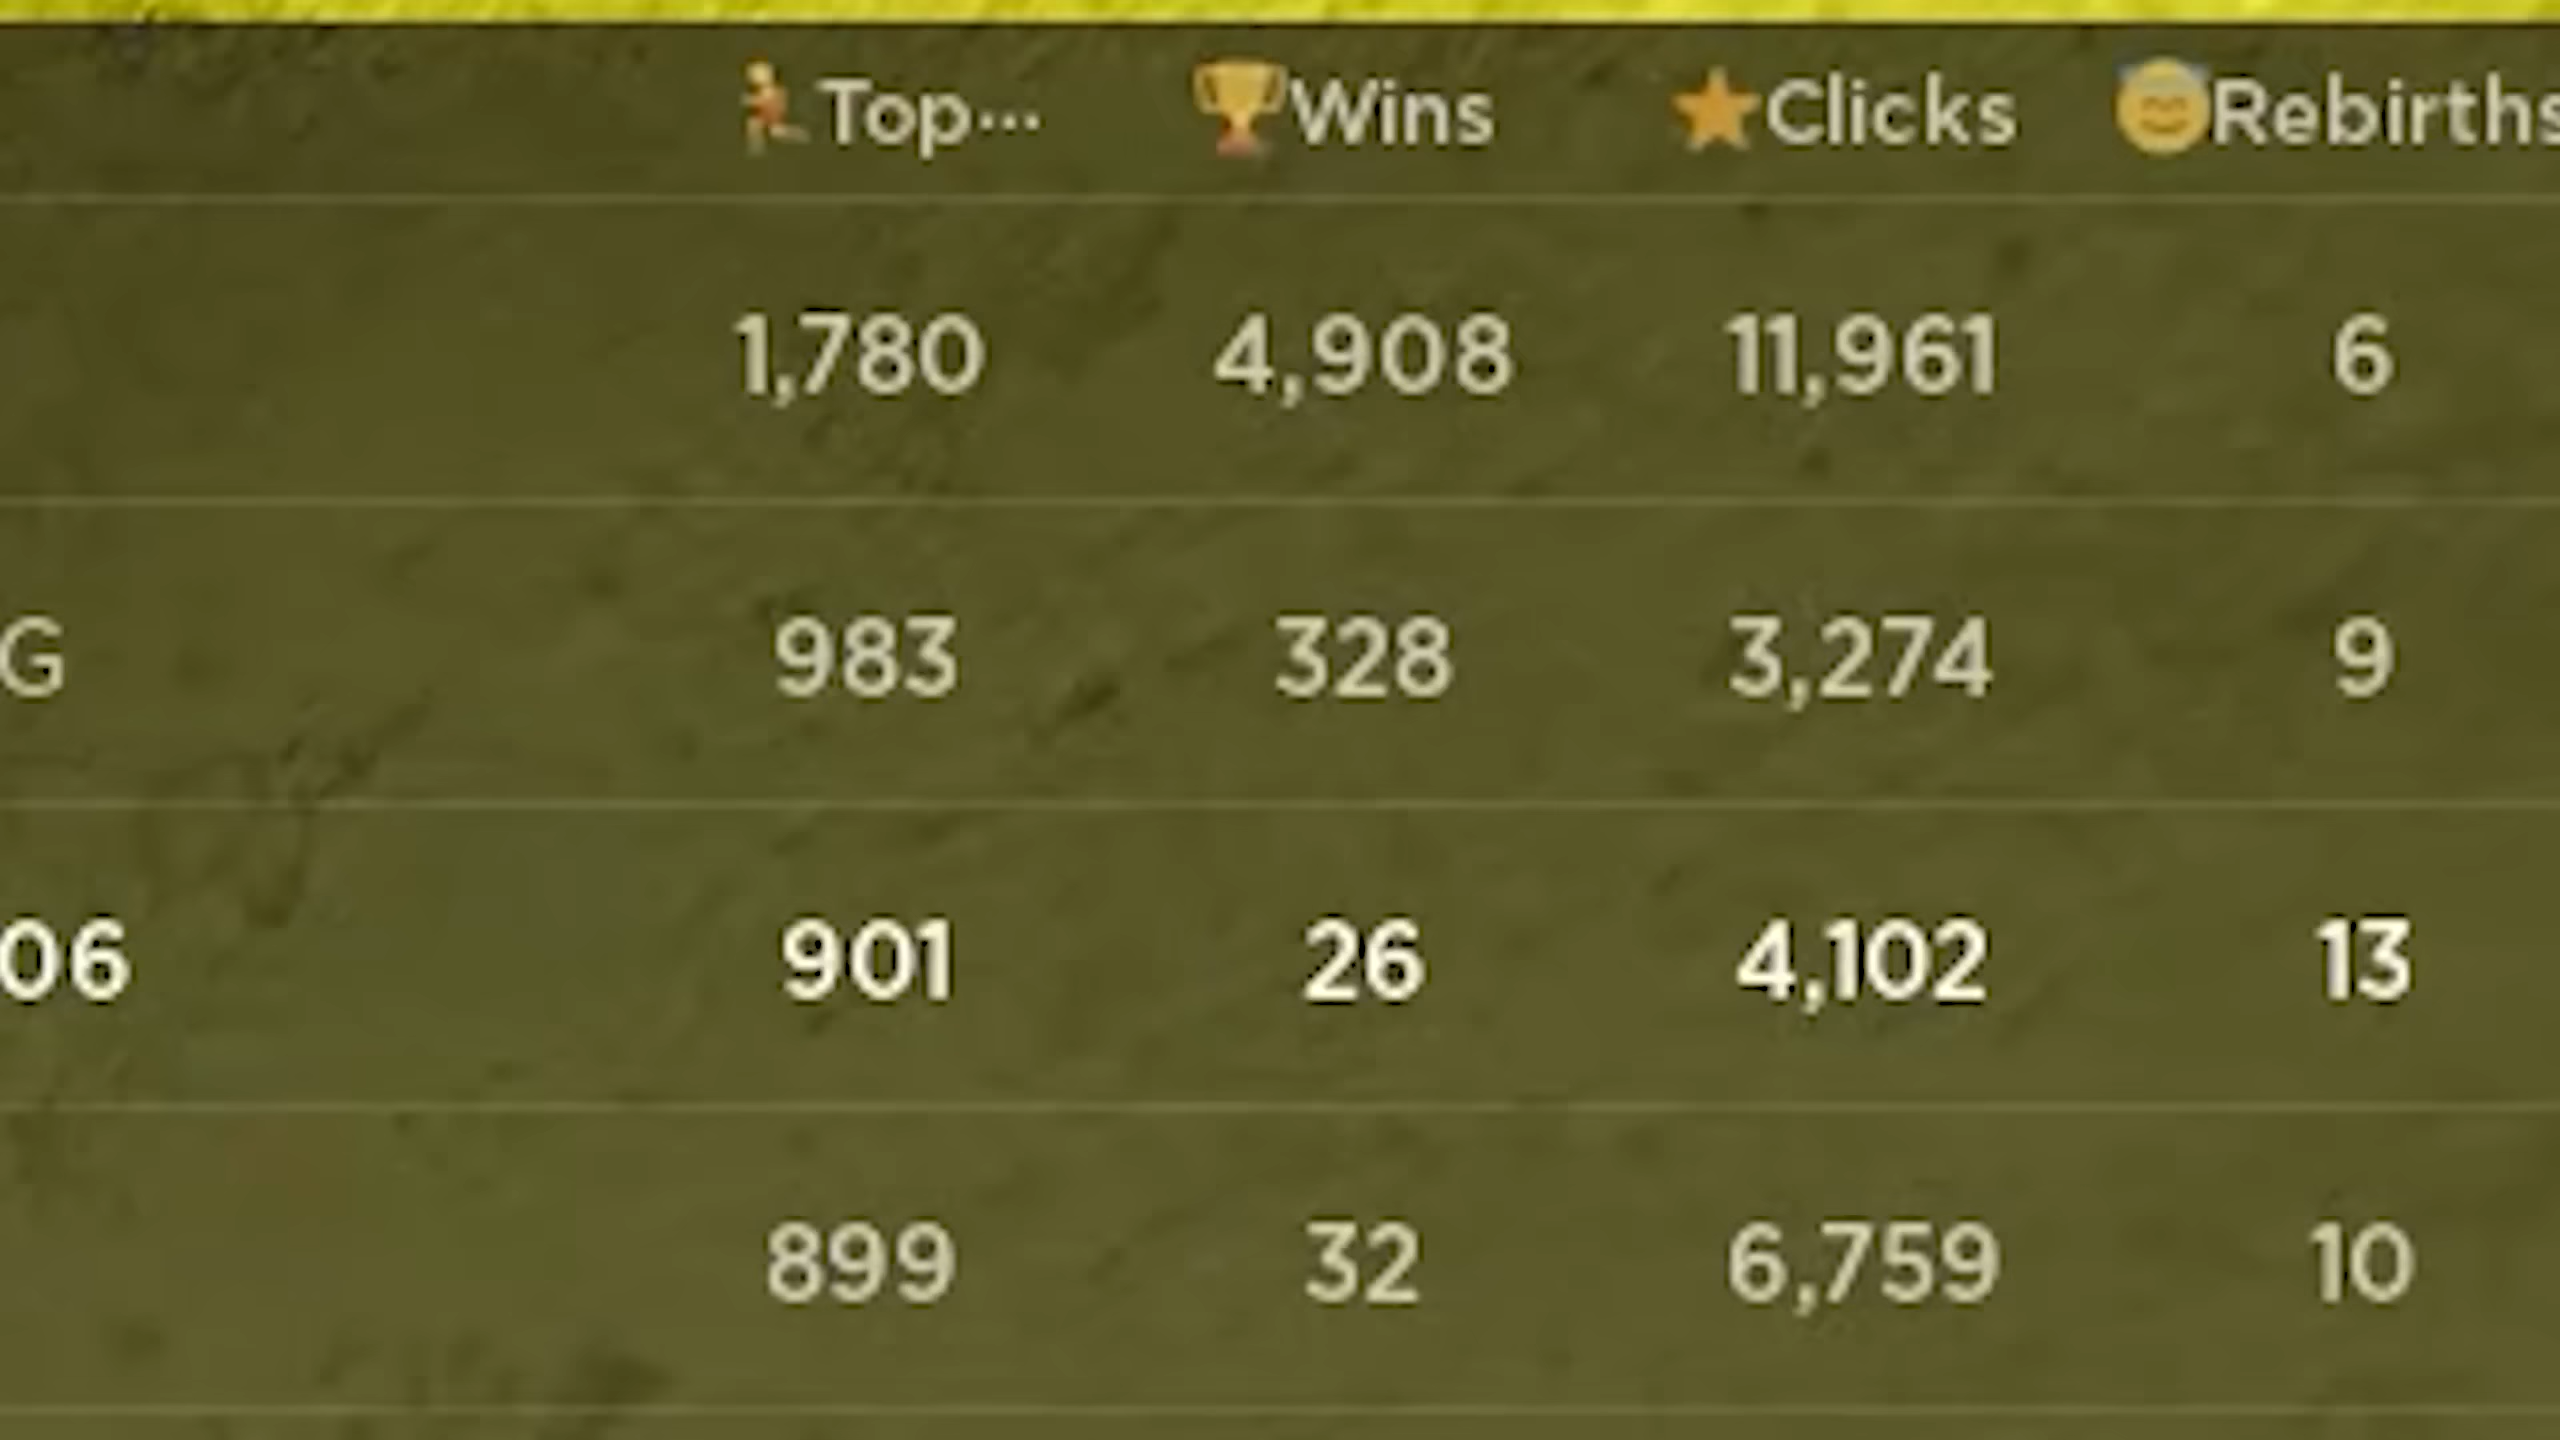 🏃Top... 🏆Wins ⭐Clicks 😇Rebirths
1,780 4,908 11,961 6
G 983 328 3,274 9
06 901 26 4,102 13
899 32 6,759 10